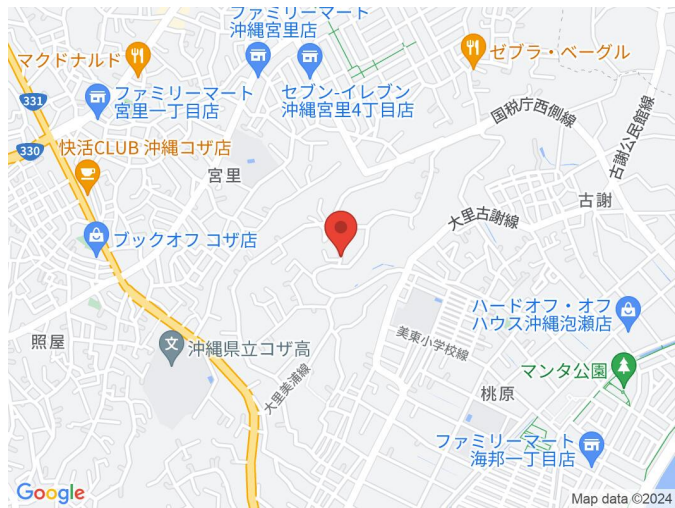 ファミリーマート
沖縄宮里店
マクドナルド
ゼブラ・ベーグル
セブン-イレブン
沖縄宮里4丁目店
331
ファミリーマート
宮里一丁目店
国税庁西側線
古謝公民館線
330
快活CLUB 沖縄コザ店
宮里
古謝
大里古謝線
ブックオフ コザ店
ハードオフ・オフ
ハウス沖縄泡瀬店
照屋
沖縄県立コザ高
美東小学校線
マンタ公園
大里美浦線
桃原
ファミリーマート
海邦一丁目店
Google
Map data ©2024